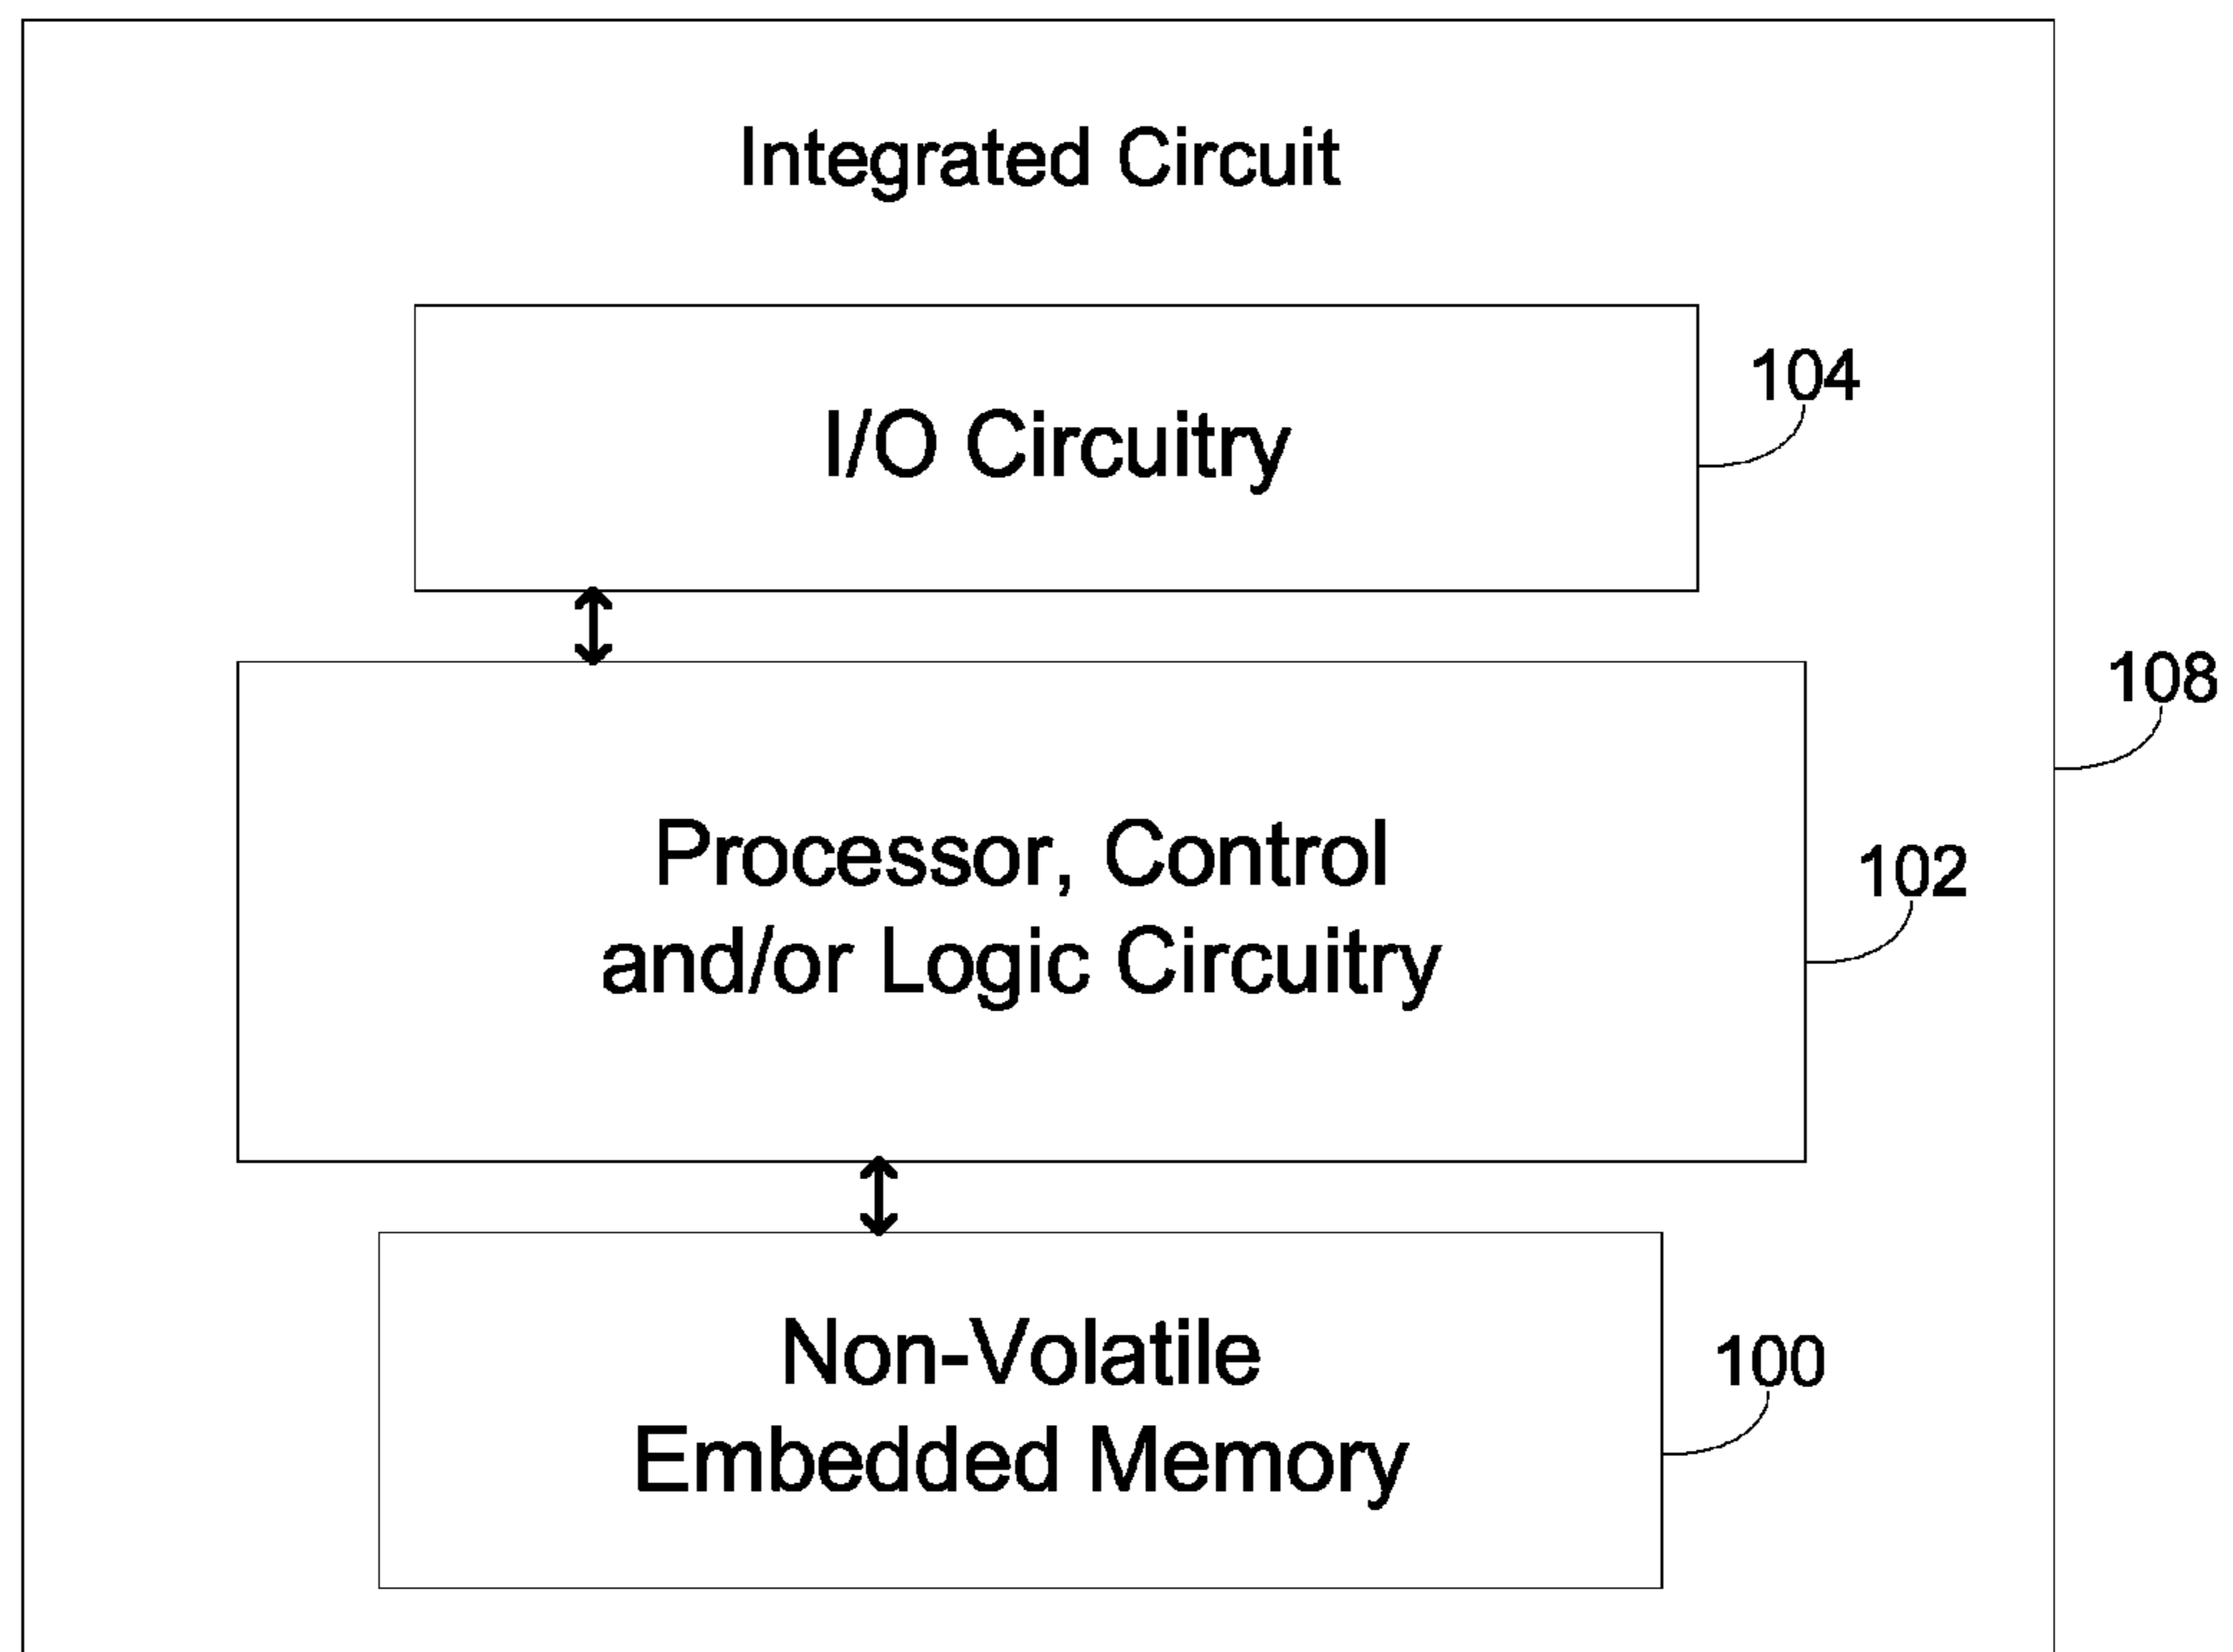 Integrated Circuit
I/O Circuitry
104
108
Processor, Control
and/or Logic Circuitry
102
Non-Volatile
Embedded Memory
100